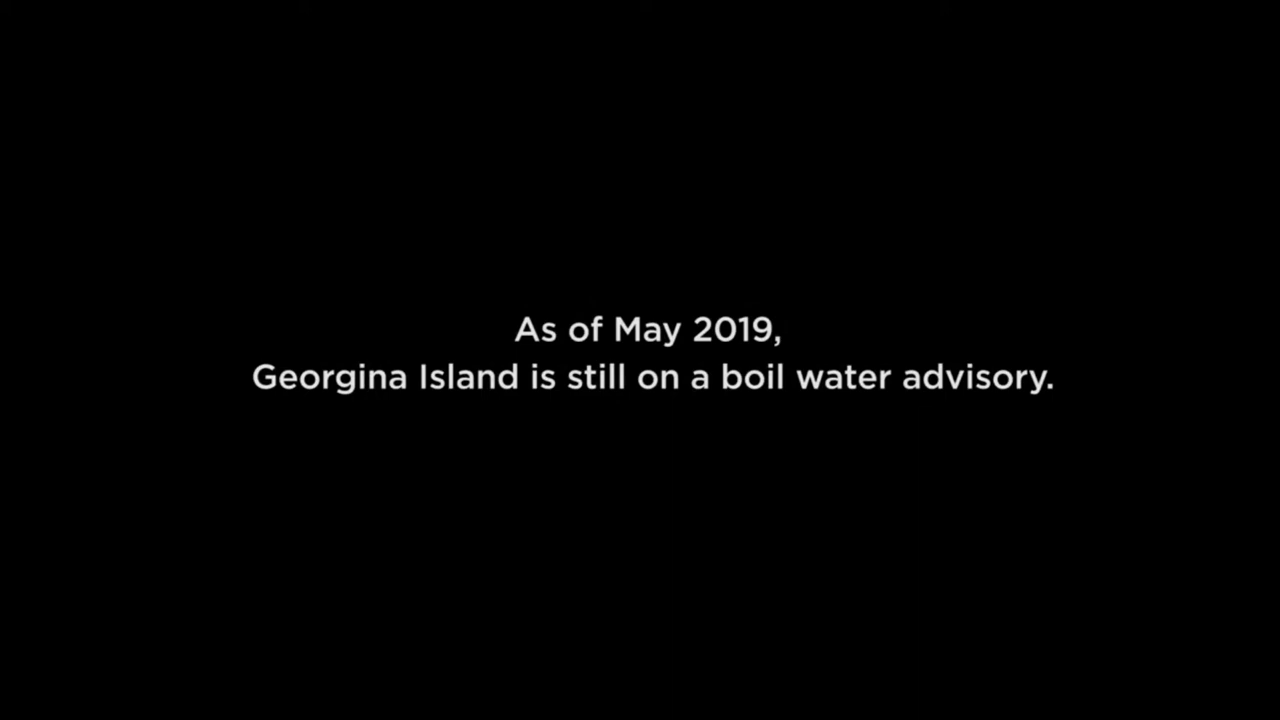 As of May 2019,
Georgina Island is still on a boil water advisory.